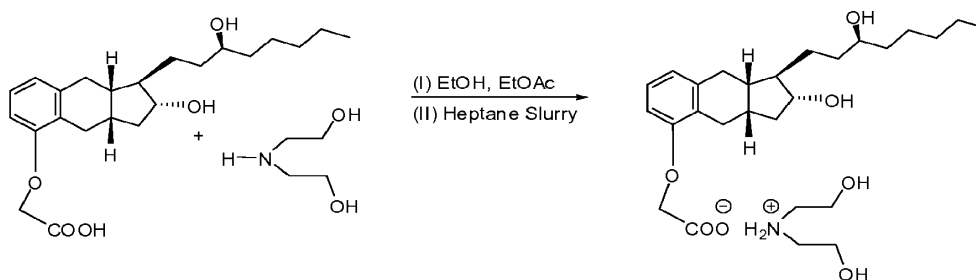 OH
OH
H
H
O
COOH
+
H
N
OH
OH
(I) EtOH, EtOAc
(II) Heptane Slurry
OH
OH
H
H
O
COO ⊖
⊕
H2N
OH
OH